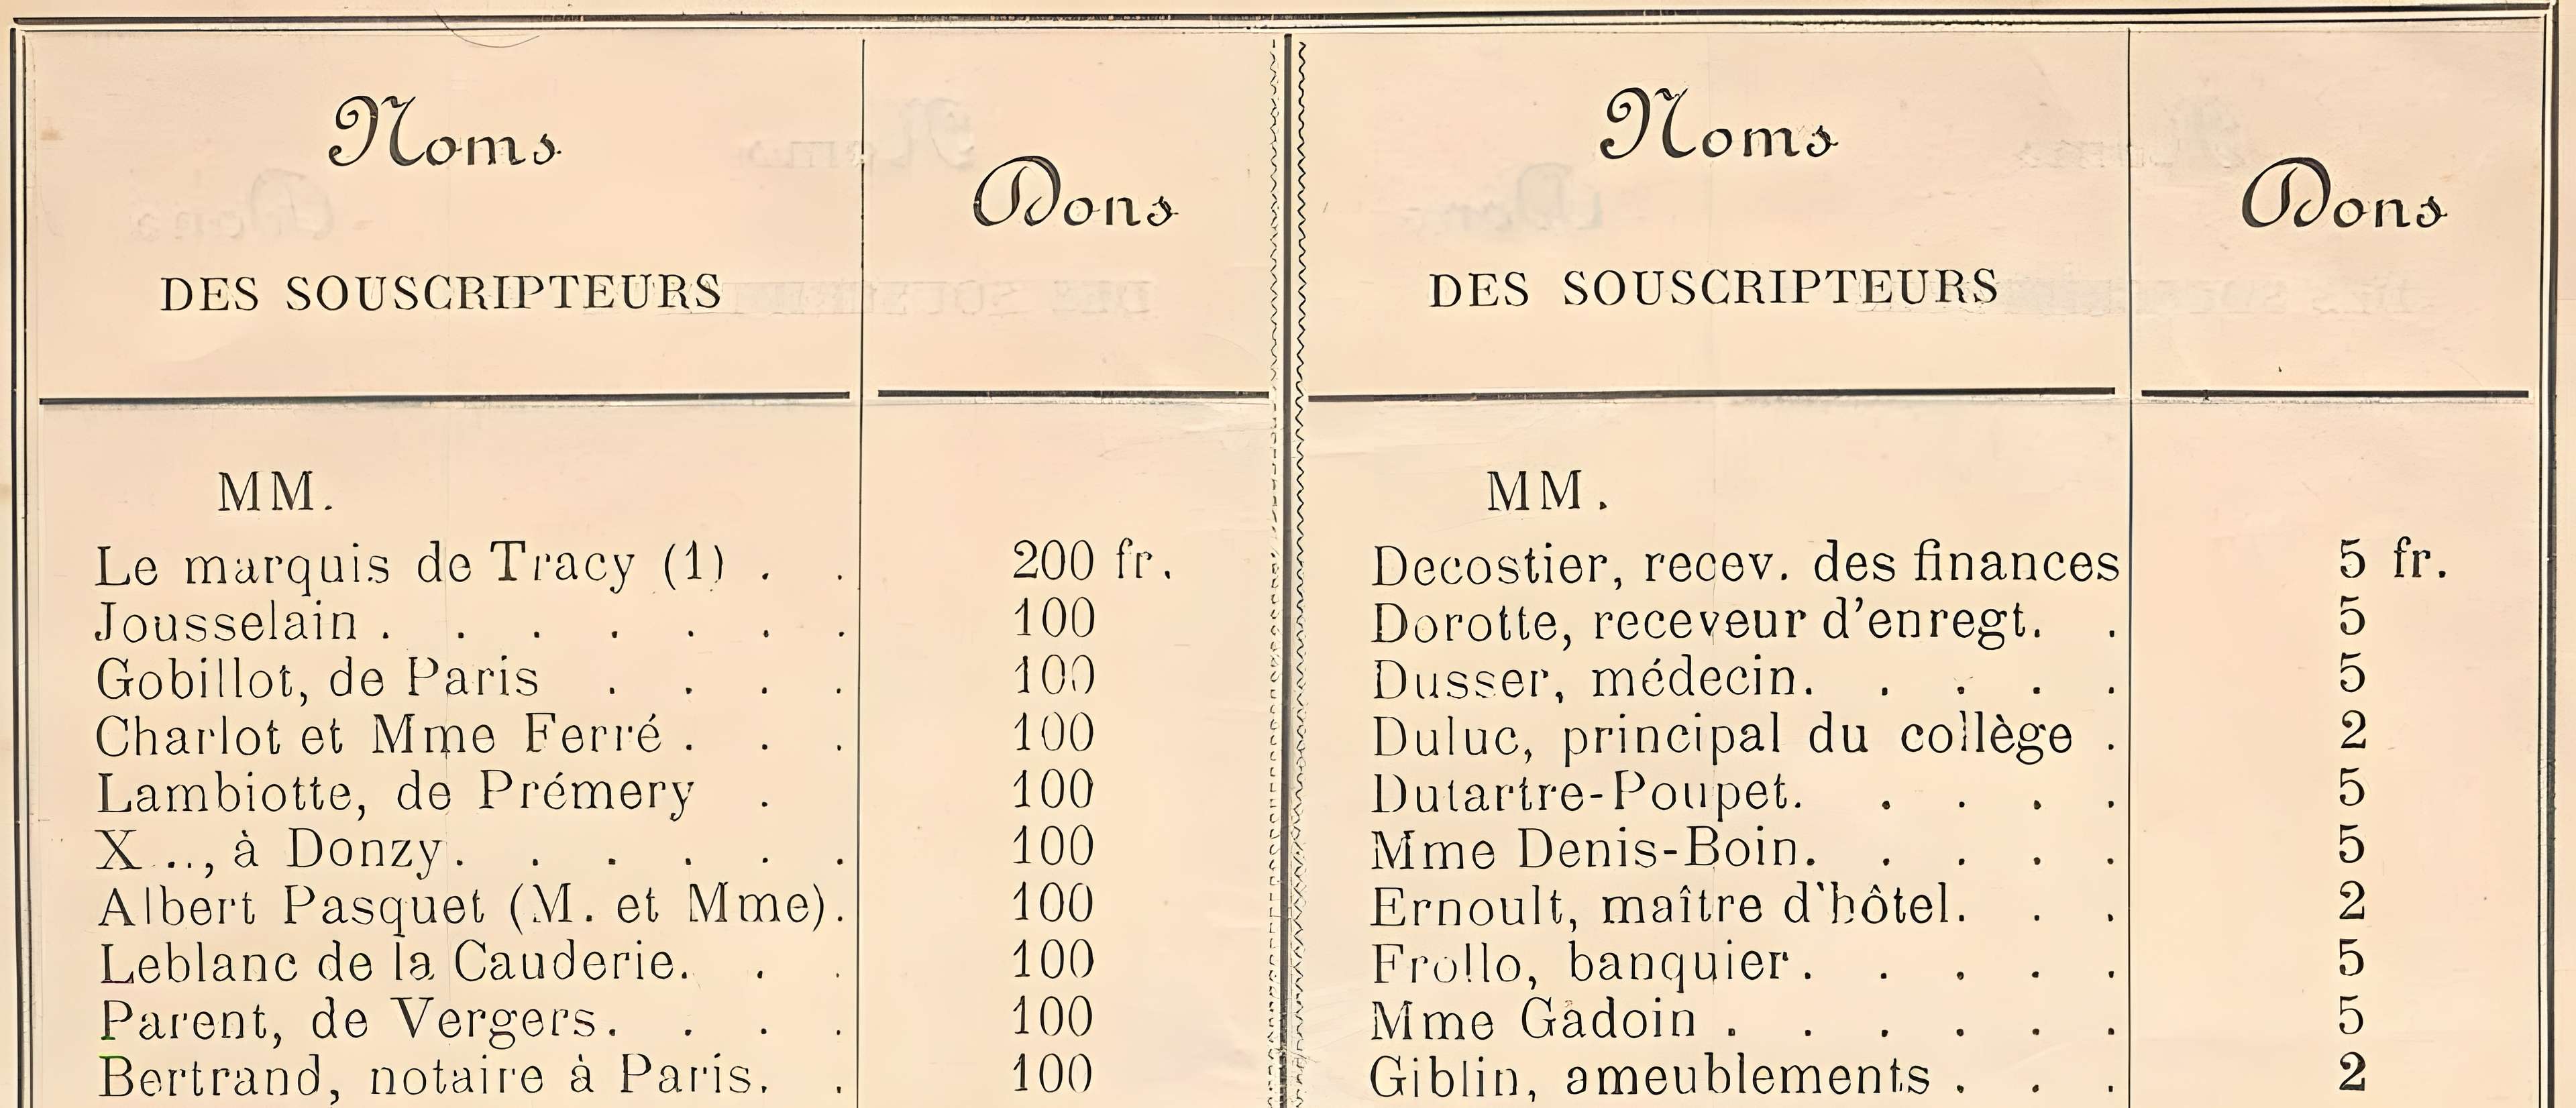 Noms
DES SOUSCRIPTEURS
Dons
MM.
Le marquis de Tracy (1) . . 200 fr.
Jousselain . . . . . . . 100
Gobillot, de Paris . . . . 100
Charlot et Mme Ferré . . . 100
Lambiotte, de Prémery . 100
X..., à Donzy . . . . . . 100
Albert Pasquet (M. et Mme). 100
Leblanc de la Cauderie. . . 100
Parent, de Vergers. . . . 100
Bertrand, notaire à Paris. . 100
Noms
DES SOUSCRIPTEURS
Dons
MM.
Decostier, recev. des finances 5 fr.
Dorotte, receveur d'enregt. . 5
Dusser, médecin. . . . . 5
Duluc, principal du collège . 2
Dutartre-Poupet. . . . . 5
Mme Denis-Boin. . . . . 5
Ernoult, maître d'hôtel. . . 2
Frollo, banquier. . . . . 5
Mme Gadoin . . . . . . 5
Giblin, ameublements . . . 2